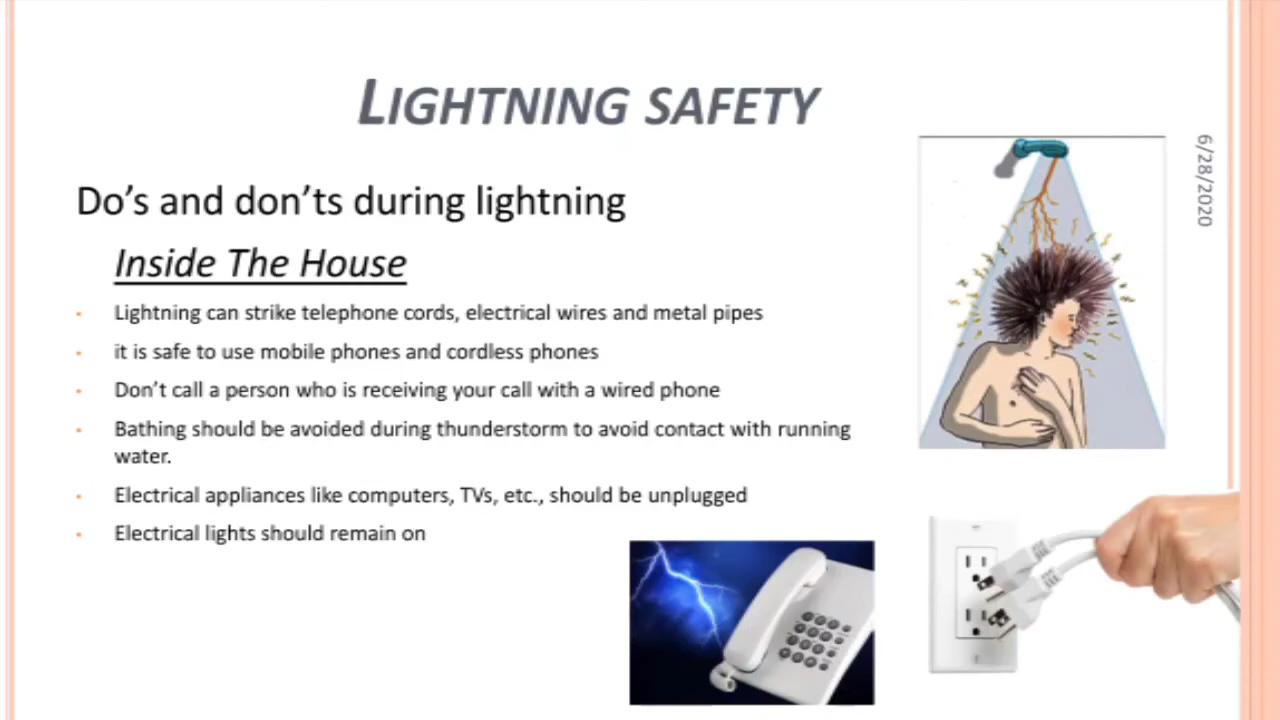 LIGHTNING SAFETY
6/28/2020
Do's and don'ts during lightning
Inside The House
Lightning can strike telephone cords, electrical wires and metal pipes
it is safe to use mobile phones and cordless phones
Don't call a person who is receiving your call with a wired phone
Bathing should be avoided during thunderstorm to avoid contact with running
water.
Electrical appliances like computers, TVs, etc., should be unplugged
Electrical lights should remain on